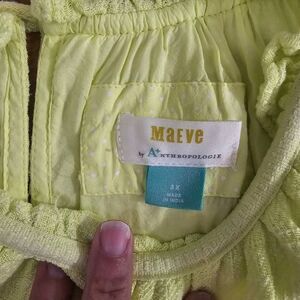 Maeve
by Anthropologie
3X
MADE
IN INDIA